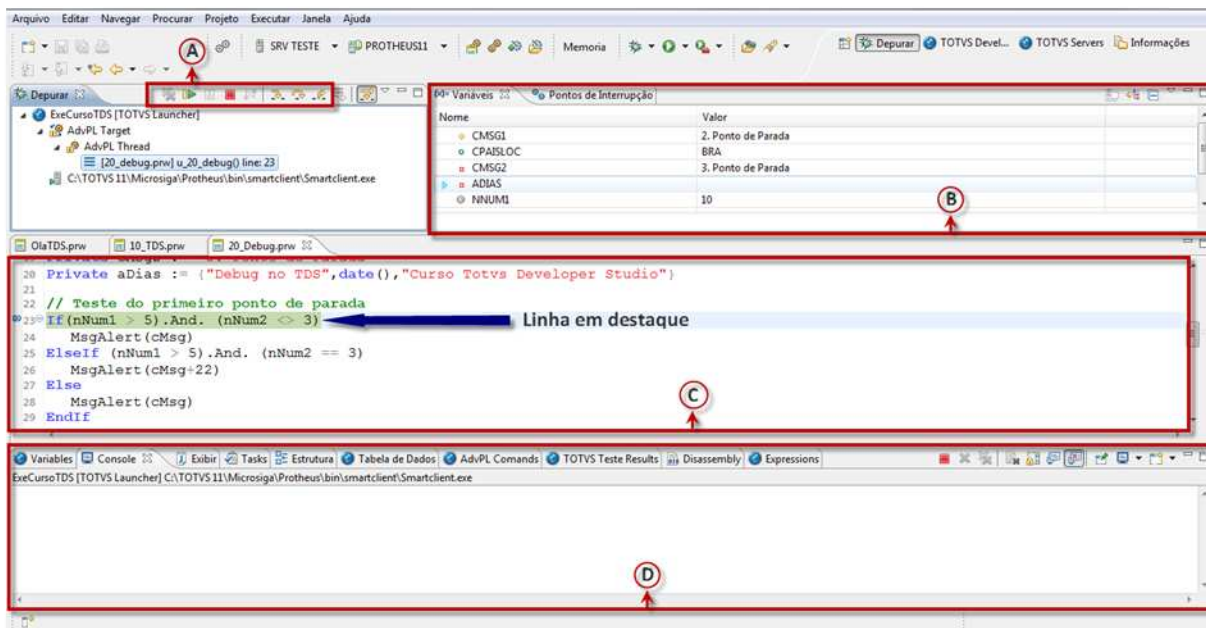 Arquivo Editar Navegar Procurar Projeto Executar Janela Ajuda
SRV TESTE PROTHEUS11 Memoria Depurar TOTVS Devel... TOTVS Servers Informações
A
Depurar
ExeCursoTDS [TOTVS Launcher]
AdvPL Target
AdvPL Thread
[20_debug.prw] u_20_debug() line: 23
C:\TOTVS 11\Microsiga\Protheus\bin\smartclient\Smartclient.exe
Variáveis Pontos de Interrupção
Nome Valor
CMSG1 2. Ponto de Parada
CPAISLOC BRA
CMSG2 3. Ponto de Parada
ADIAS
NNUM1 10
B
OlaTDS.prw 10_TDS.prw 20_Debug.prw
20 Private aDias := {"Debug no TDS",date(),"Curso Totvs Developer Studio"}
21
22 // Teste do primeiro ponto de parada
23 If(nNum1 > 5).And. (nNum2 <> 3) Linha em destaque
24 MsgAlert(cMsg)
25 ElseIf (nNum1 > 5).And. (nNum2 == 3)
26 MsgAlert(cMsg+22)
27 Else
28 MsgAlert(cMsg)
29 EndIf
C
Variables Console Exibir Tasks Estrutura Tabela de Dados AdvPL Comands TOTVS Teste Results Disassembly Expressions
ExeCursoTDS [TOTVS Launcher] C:\TOTVS 11\Microsiga\Protheus\bin\smartclient\Smartclient.exe
D